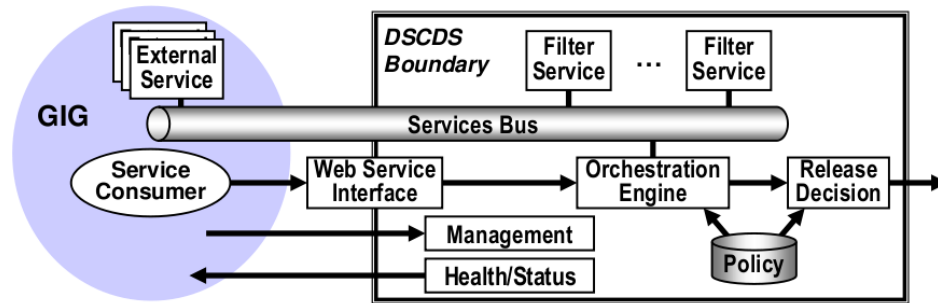 External
Service
GIG
DSCDS
Boundary
Filter
Service
...
Filter
Service
Services Bus
Service
Consumer
Web Service
Interface
Orchestration
Engine
Release
Decision
Management
Health/Status
Policy